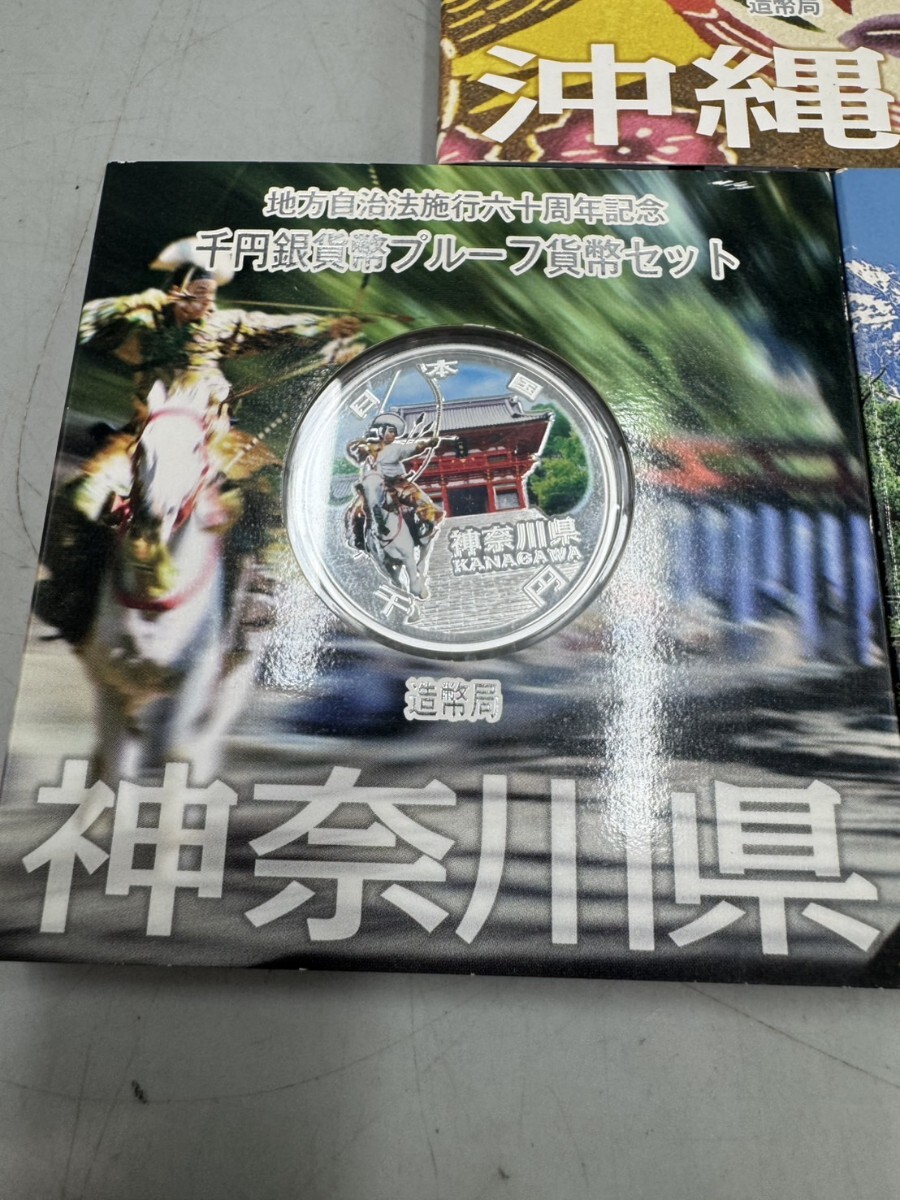 造幣局
沖縄
地方自治法施行六十周年記念
千円銀貨幣プルーフ貨幣セット
日本国
神奈川県
KANAGAWA
千円
造幣局
神奈川県